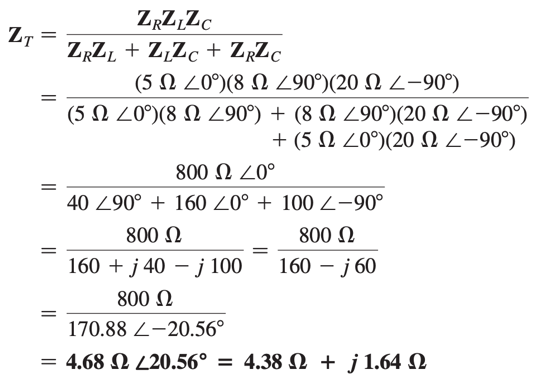 Z_T = Z_R Z_L Z_C / (Z_R Z_L + Z_L Z_C + Z_R Z_C)
= (5 Ω ∠0°)(8 Ω ∠90°)(20 Ω ∠−90°)
(5 Ω ∠0°)(8 Ω ∠90°) + (8 Ω ∠90°)(20 Ω ∠−90°)
+ (5 Ω ∠0°)(20 Ω ∠−90°)
= 800 Ω ∠0°
40 ∠90° + 160 ∠0° + 100 ∠−90°
= 800 Ω / (160 + j 40 − j 100) = 800 Ω / (160 − j 60)
= 800 Ω
170.88 ∠−20.56°
= 4.68 Ω ∠20.56° = 4.38 Ω + j 1.64 Ω